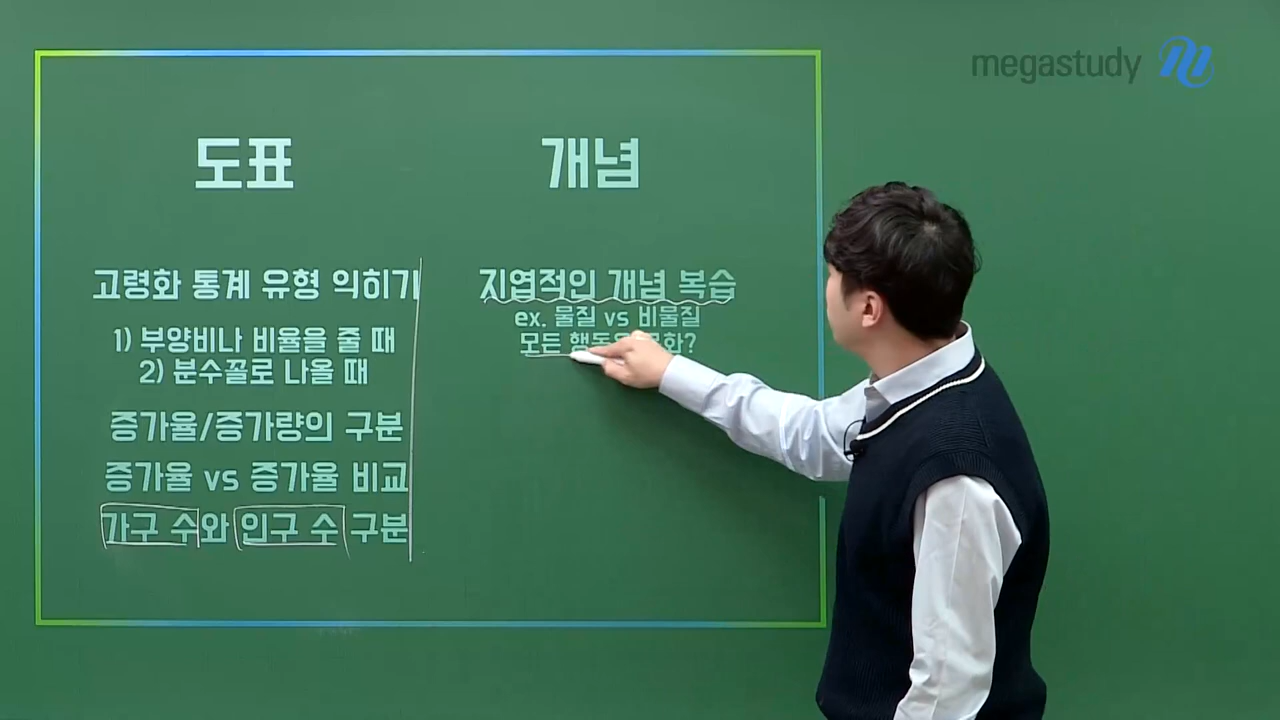 megastudy
도표
고령화 통계 유형 익히기
1) 부양비나 비율을 줄 때
2) 분수꼴로 나올 때
증가율/증가량의 구분
증가율 vs 증가율 비교
가구 수와 인구 수 구분
개념
지엽적인 개념 복습
ex. 물질 vs 비물질
모든